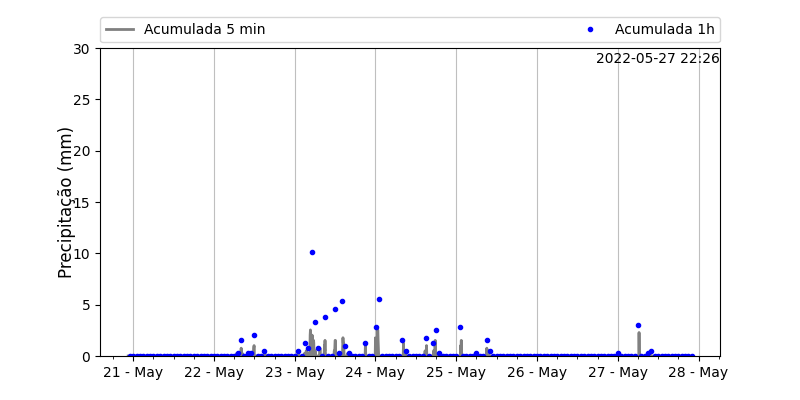 Acumulada 5 min
Acumulada 1h
2022-05-27 22:26
Precipitação (mm)
30
25
20
15
10
5
0
21 - May 22 - May 23 - May 24 - May 25 - May 26 - May 27 - May 28 - May